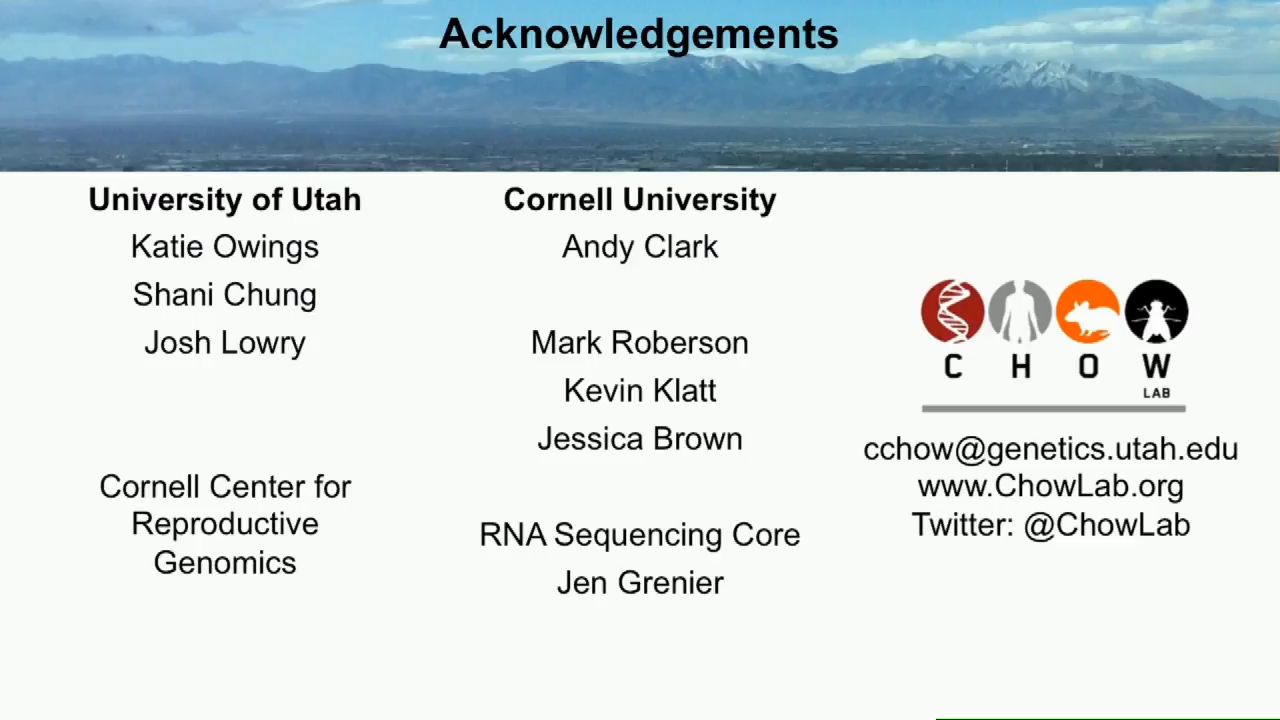 Acknowledgements
University of Utah
Katie Owings
Shani Chung
Josh Lowry
Cornell Center for
Reproductive
Genomics
Cornell University
Andy Clark
Mark Roberson
Kevin Klatt
Jessica Brown
RNA Sequencing Core
Jen Grenier
C H O W
LAB
cchow@genetics.utah.edu
www.ChowLab.org
Twitter: @ChowLab